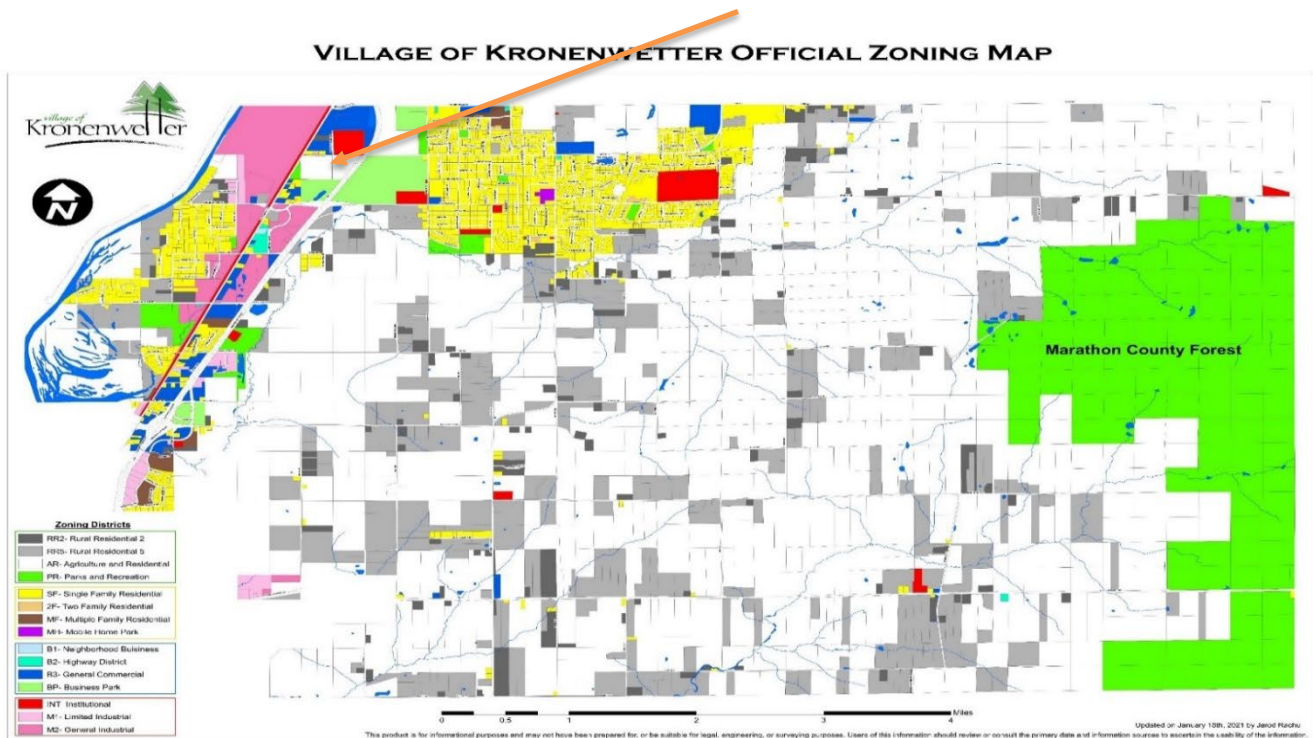 VILLAGE OF KRONENWETTER OFFICIAL ZONING MAP
village of
Kronenwetter
N
Marathon County Forest
Zoning Districts
RR2- Rural Residential 2
RR5- Rural Residential 5
AR- Agriculture and Residential
PR- Parks and Recreation
SF- Single Family Residential
2F- Two Family Residential
MF- Multiple Family Residential
MH- Mobile Home Park
B1- Neighborhood Buisiness
B2- Highway District
B3- General Commercial
BP- Business Park
INT Institutional
M1- Limited Industrial
M2- General Industrial
0 0.5 1 2 3 4 Miles
Updated on January 18th, 2021 by Jarod Rachu
This product is for informational purposes and may not have been prepared for, or be suitable for legal, engineering, or surveying purposes. Users of this information should review or consult the primary data and information sources to ascertain the usability of the information.